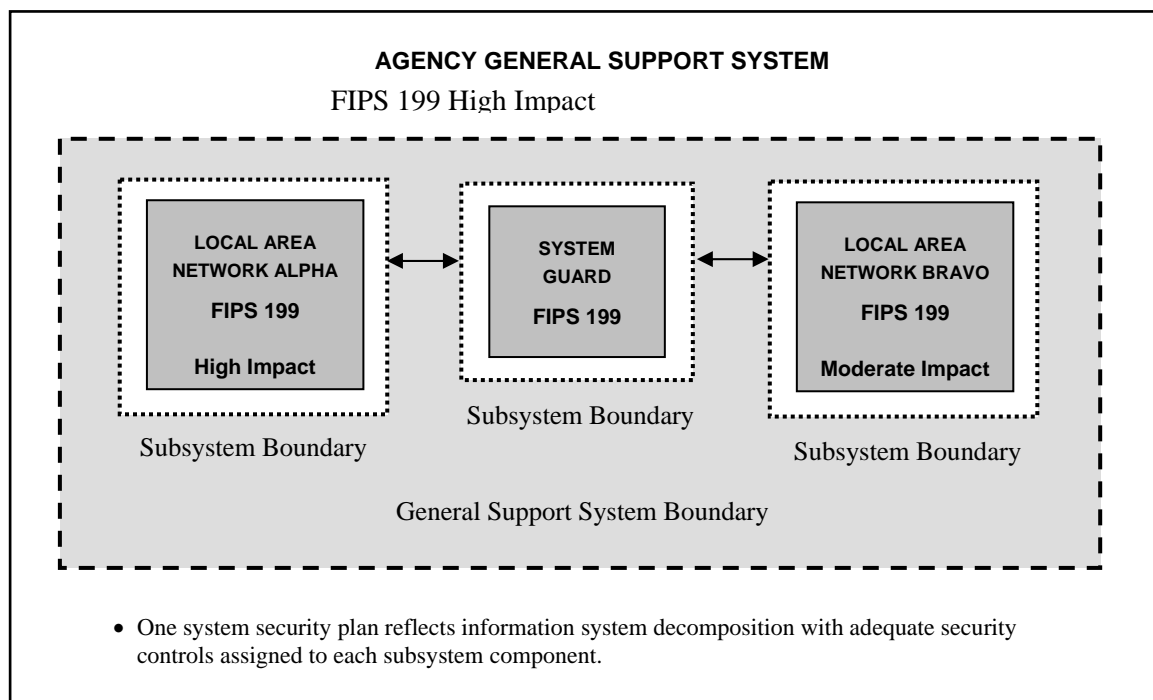 AGENCY GENERAL SUPPORT SYSTEM
FIPS 199 High Impact
LOCAL AREA
NETWORK ALPHA
FIPS 199
High Impact
SYSTEM
GUARD
FIPS 199
LOCAL AREA
NETWORK BRAVO
FIPS 199
Moderate Impact
Subsystem Boundary
Subsystem Boundary
Subsystem Boundary
General Support System Boundary
• One system security plan reflects information system decomposition with adequate security
controls assigned to each subsystem component.